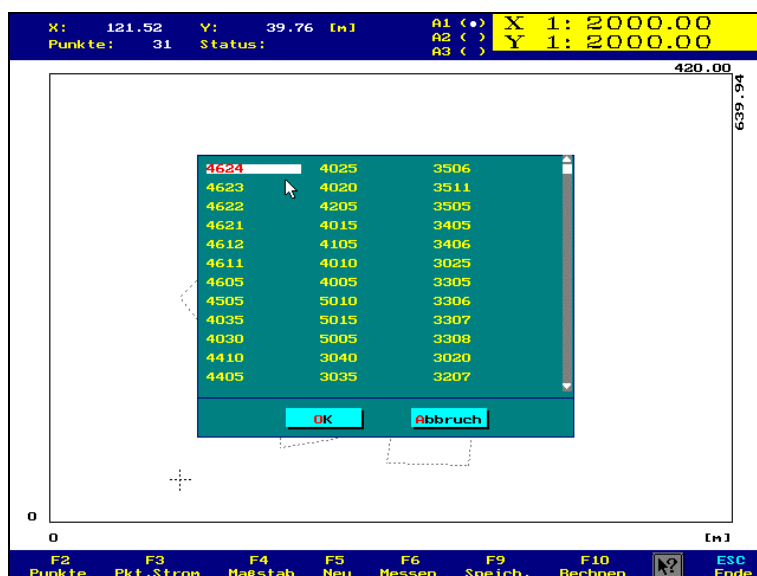 X: 121.52 Y: 39.76 [m] A1 (•) X 1: 2000.00
Punkte: 31 Status: A2 ( ) Y 1: 2000.00
A3 ( )
420.00
639.94
4624 4025 3506
4623 4020 3511
4622 4205 3505
4621 4015 3405
4612 4105 3406
4611 4010 3025
4605 4005 3305
4505 5010 3306
4035 5015 3307
4030 5005 3308
4410 3040 3020
4405 3035 3207
OK Abbruch
0
0 [m]
F2 F3 F4 F5 F6 F9 F10 ? ESC
Punkte Pkt.Strom Maßstab Neu Messen Speich. Rechnen Ende